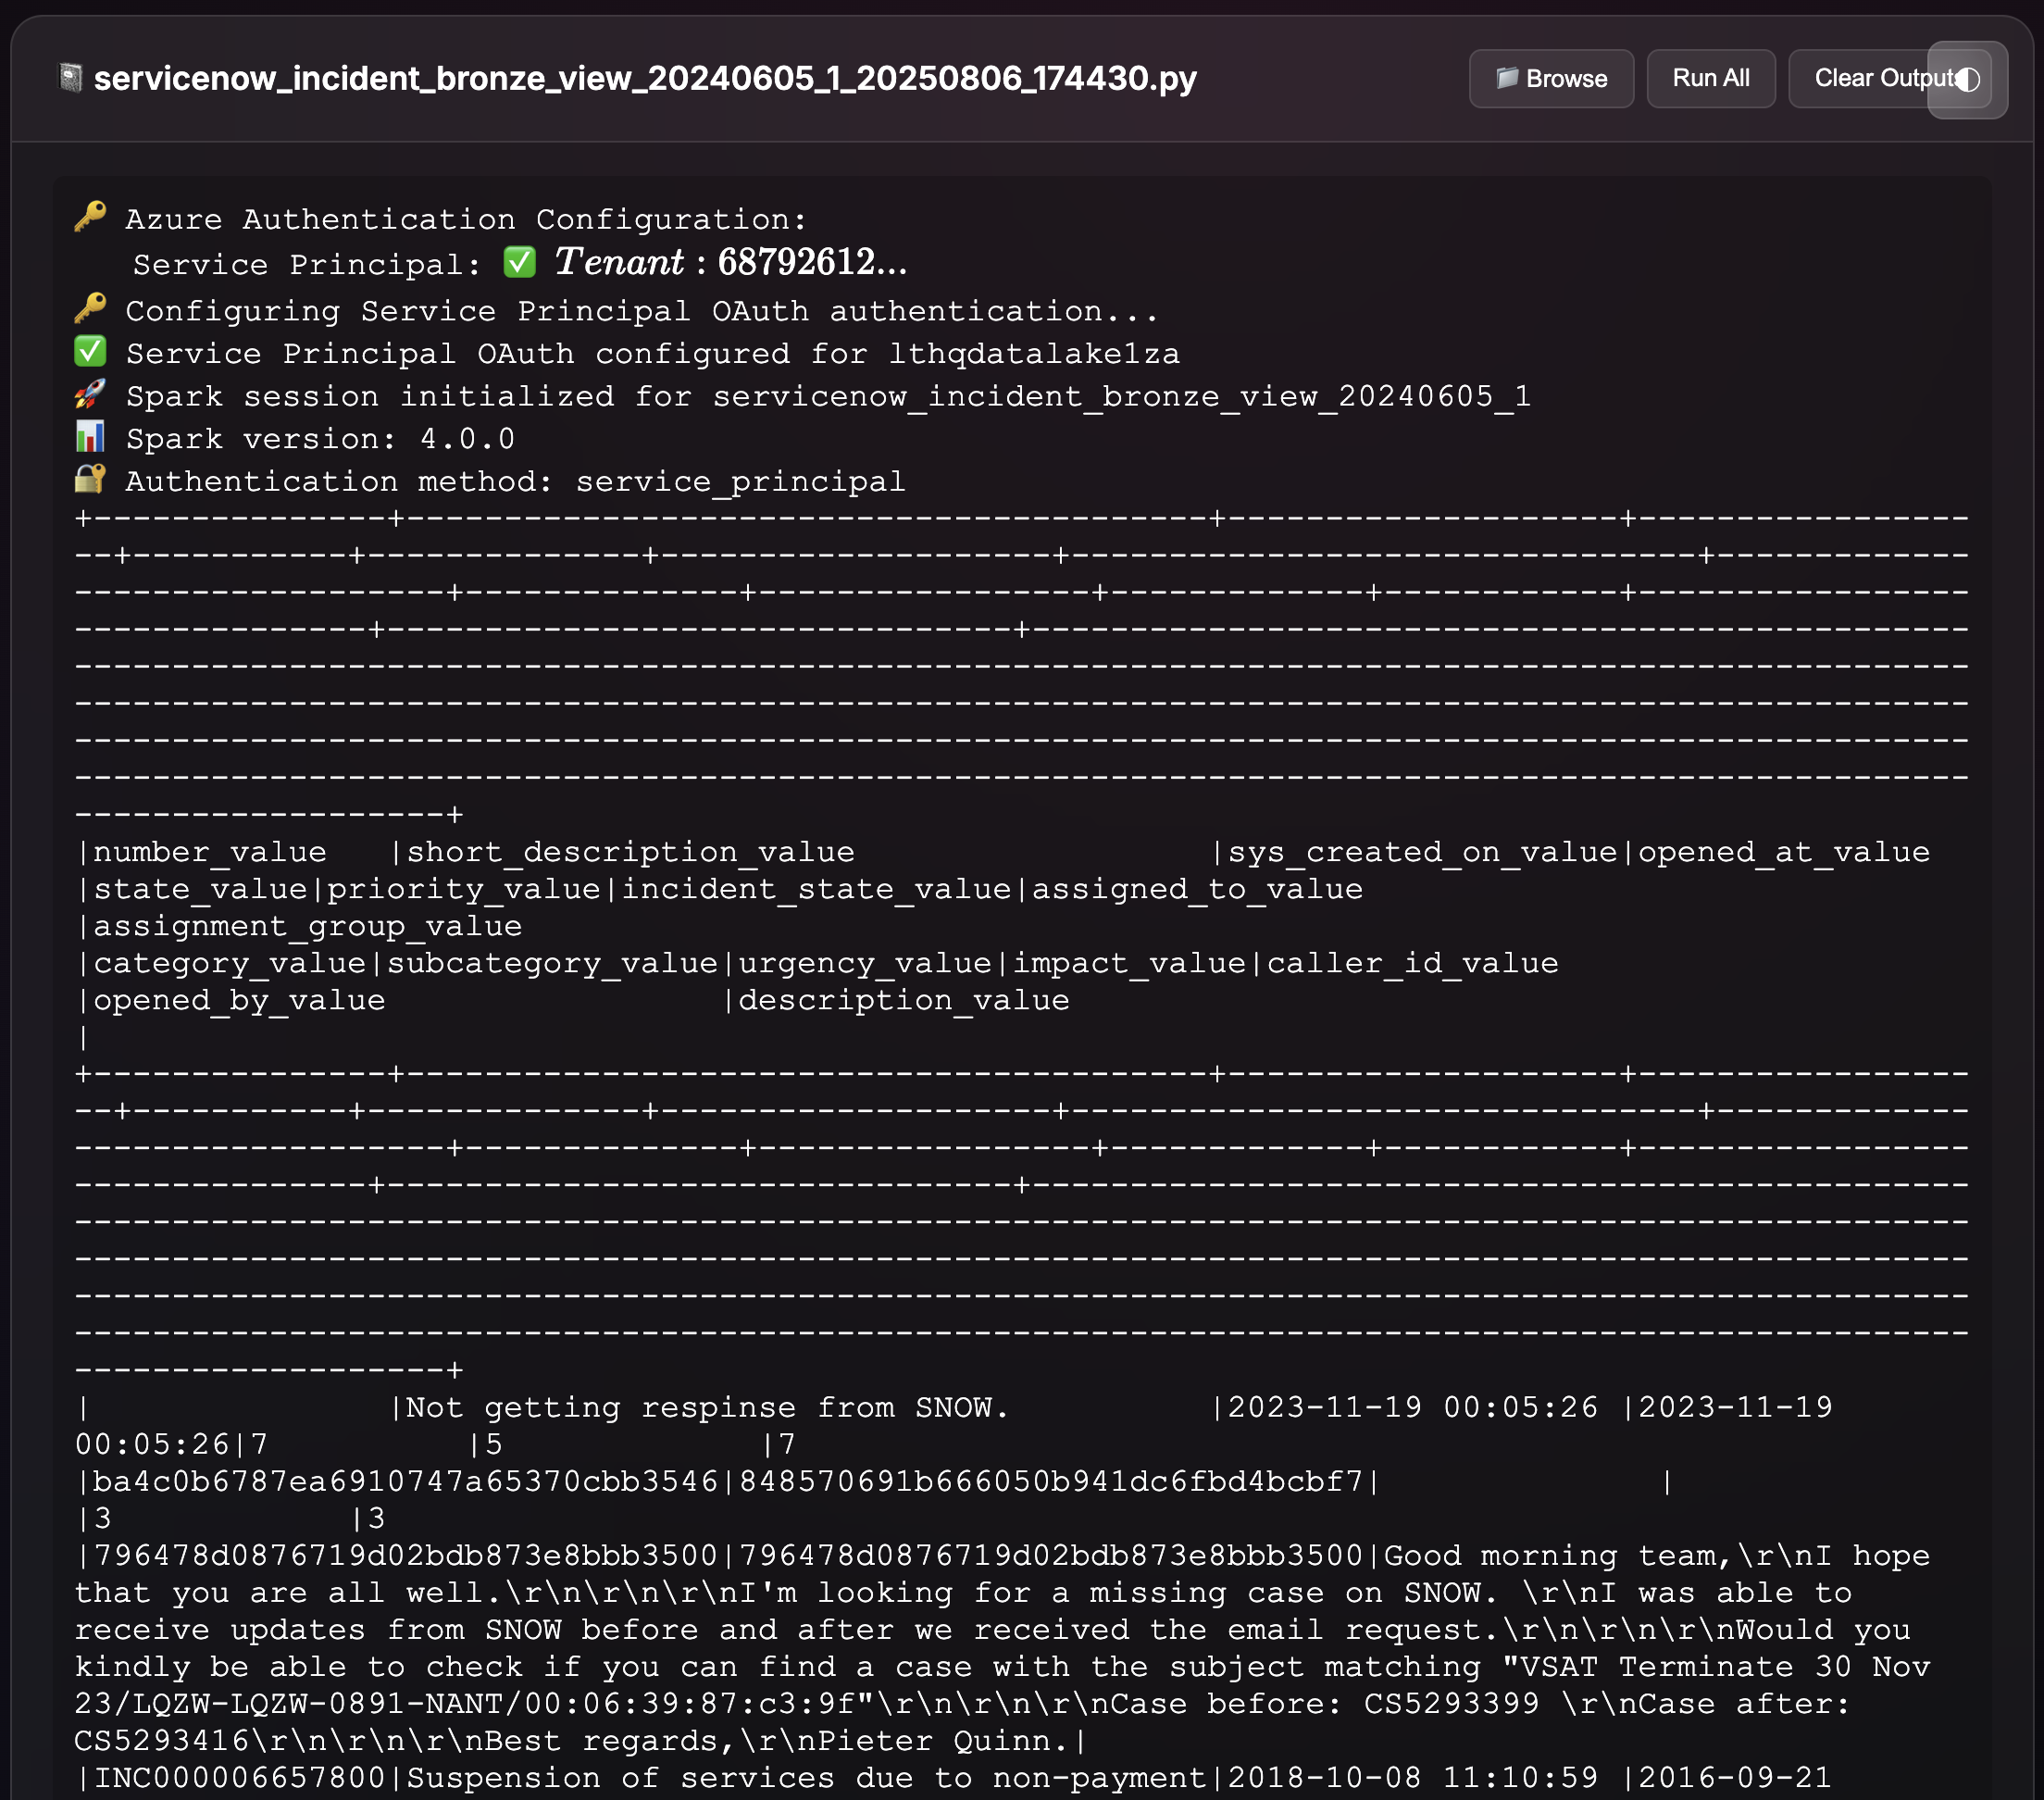 servicenow_incident_bronze_view_20240605_1_20250806_174430.py
Browse
Run All
Clear Outputs
Azure Authentication Configuration:
Service Principal: ✅ Tenant : 68792612...
Configuring Service Principal OAuth authentication...
Service Principal OAuth configured for lthqdatalake1za
Spark session initialized for servicenow_incident_bronze_view_20240605_1
Spark version: 4.0.0
Authentication method: service_principal
+---------------+-----------------------------------------+--------------------+-----------------
--+-----------+--------------+--------------------+--------------------------------+-------------
-------------------+--------------+-----------------+-------------+------------+-----------------
---------------+--------------------------------+------------------------------------------------
-------------------------------------------------------------------------------------------------
-------------------------------------------------------------------------------------------------
-------------------------------------------------------------------------------------------------
-------------------------------------------------------------------------------------------------
-------------------+
|number_value   |short_description_value                  |sys_created_on_value|opened_at_value
|state_value|priority_value|incident_state_value|assigned_to_value
|assignment_group_value
|category_value|subcategory_value|urgency_value|impact_value|caller_id_value
|opened_by_value                 |description_value
|
+---------------+-----------------------------------------+--------------------+-----------------
--+-----------+--------------+--------------------+--------------------------------+-------------
-------------------+--------------+-----------------+-------------+------------+-----------------
---------------+--------------------------------+------------------------------------------------
-------------------------------------------------------------------------------------------------
-------------------------------------------------------------------------------------------------
-------------------------------------------------------------------------------------------------
-------------------------------------------------------------------------------------------------
-------------------+
|               |Not getting respinse from SNOW.          |2023-11-19 00:05:26 |2023-11-19
00:05:26|7          |5             |7
|ba4c0b6787ea6910747a65370cbb3546|848570691b666050b941dc6fbd4bcbf7|              |
|3            |3
|796478d0876719d02bdb873e8bbb3500|796478d0876719d02bdb873e8bbb3500|Good morning team,\r\nI hope
that you are all well.\r\n\r\n\r\nI'm looking for a missing case on SNOW. \r\nI was able to
receive updates from SNOW before and after we received the email request.\r\n\r\n\r\nWould you
kindly be able to check if you can find a case with the subject matching "VSAT Terminate 30 Nov
23/LQZW-LQZW-0891-NANT/00:06:39:87:c3:9f"\r\n\r\n\r\nCase before: CS5293399 \r\nCase after:
CS5293416\r\n\r\n\r\nBest regards,\r\nPieter Quinn.|
|INC000006657800|Suspension of services due to non-payment|2018-10-08 11:10:59 |2016-09-21